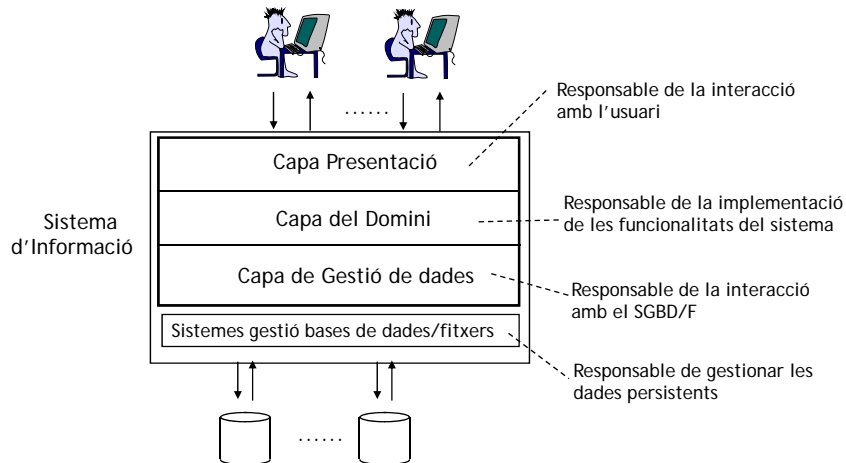 ......
Responsable de la interacció
amb l'usuari
Capa Presentació
Sistema
d'Informació
Capa del Domini
Responsable de la implementació
de les funcionalitats del sistema
Capa de Gestió de dades
Responsable de la interacció
amb el SGBD/F
Sistemes gestió bases de dades/fitxers
Responsable de gestionar les
dades persistents
......